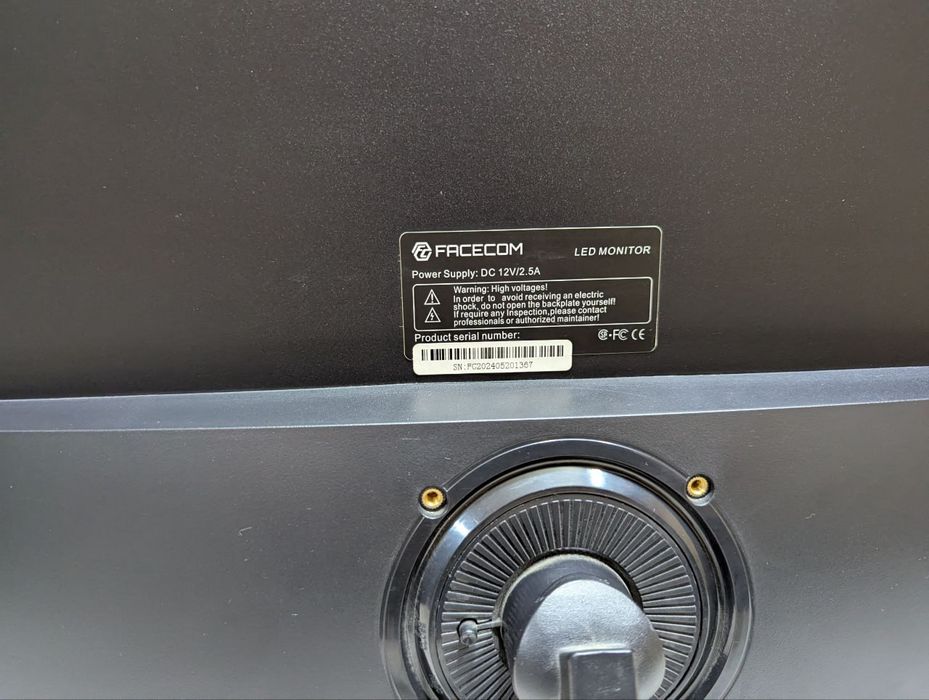 FACECOM
LED MONITOR
Power Supply: DC 12V/2.5A
Warning: High voltages!
In order to avoid receiving an electric
shock, do not open the backplate yourself!
If require any Inspection,please contact
professionals or authorized maintainer!
Product serial number:
FC CE
SN:FC202405201367